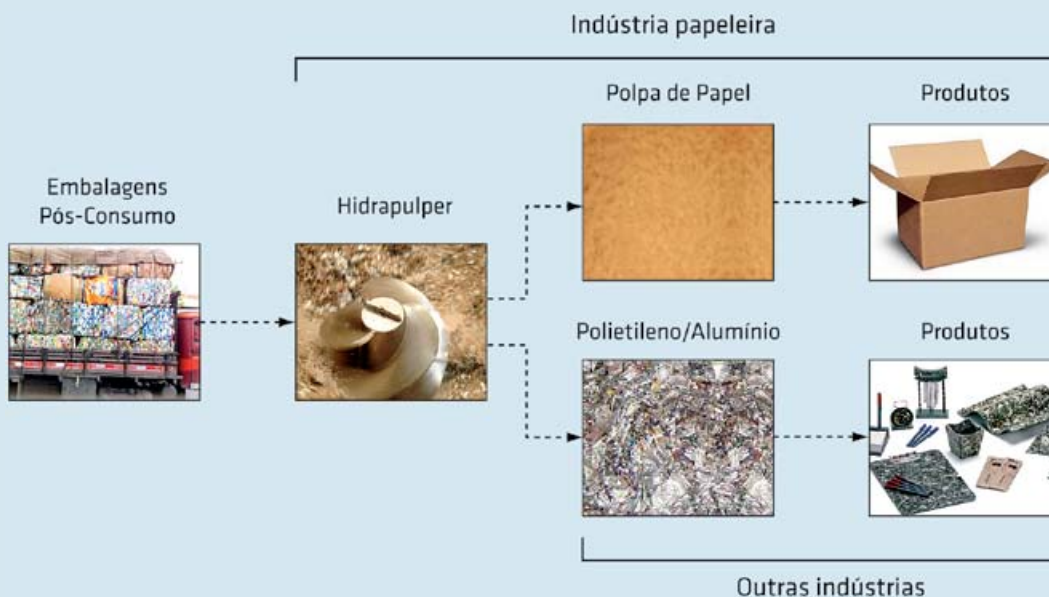 Indústria papeleira
Polpa de Papel
Produtos
Embalagens
Pós-Consumo
Hidrapulper
Polietileno/Alumínio
Produtos
Outras indústrias